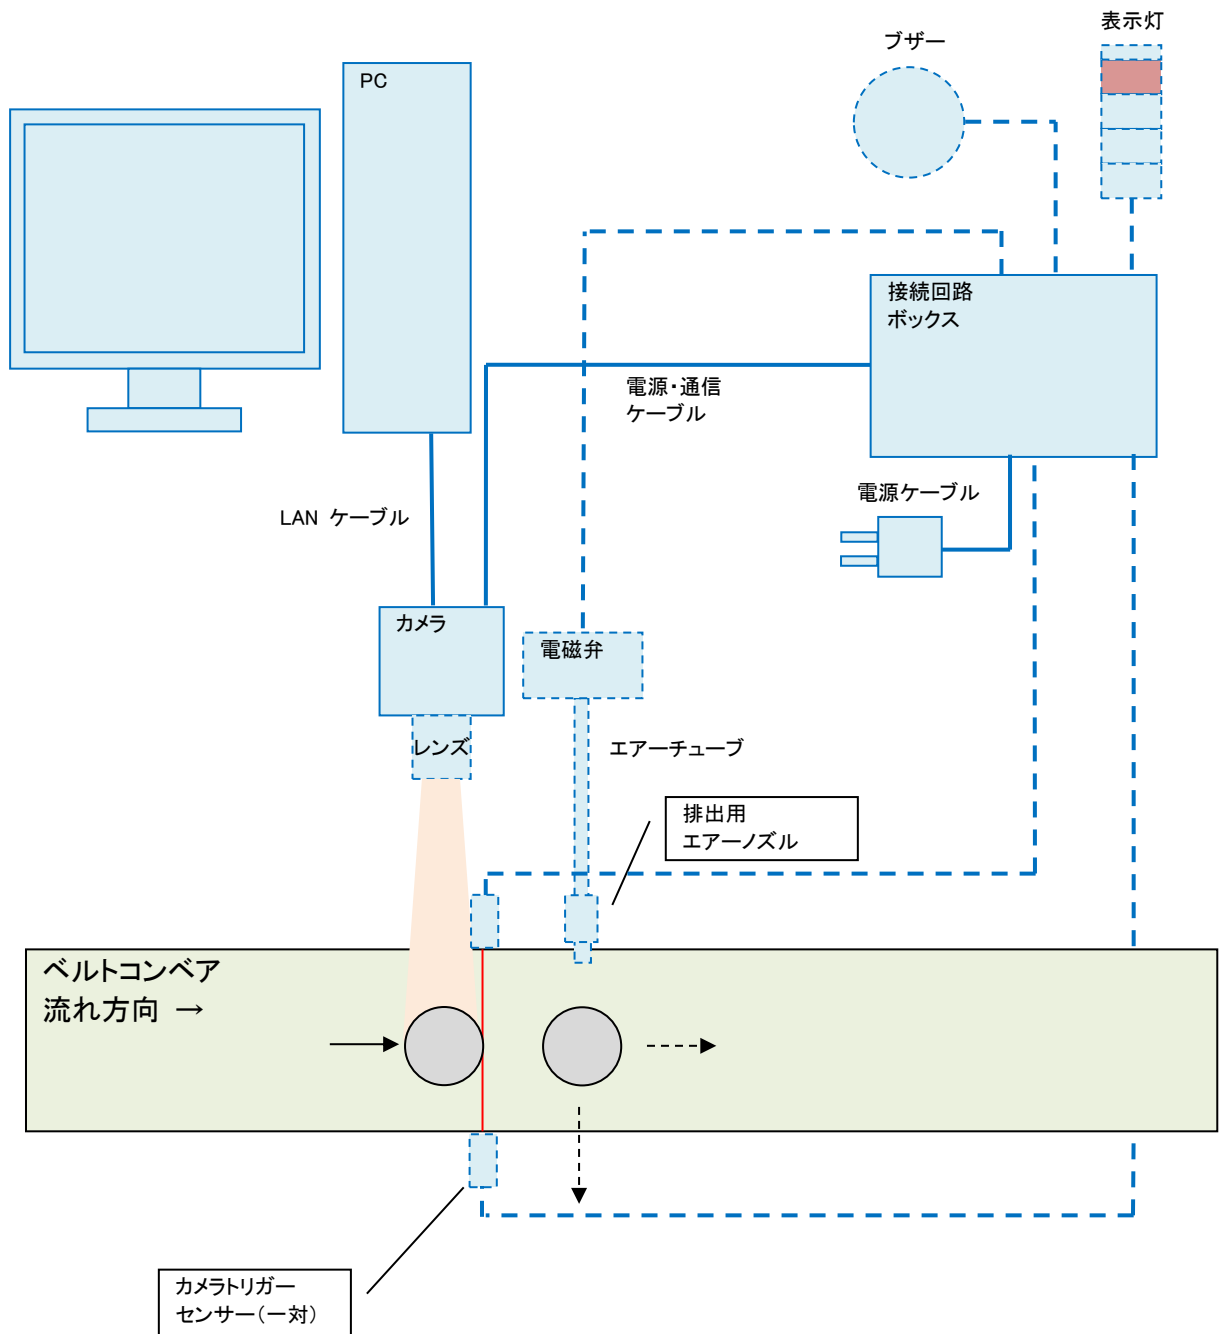 表示灯
ブザー
PC
接続回路
ボックス
電源・通信
ケーブル
電源ケーブル
LAN ケーブル
カメラ
電磁弁
レンズ
エアーチューブ
排出用
エアーノズル
ベルトコンベア
流れ方向 →
カメラトリガー
センサー(一対)